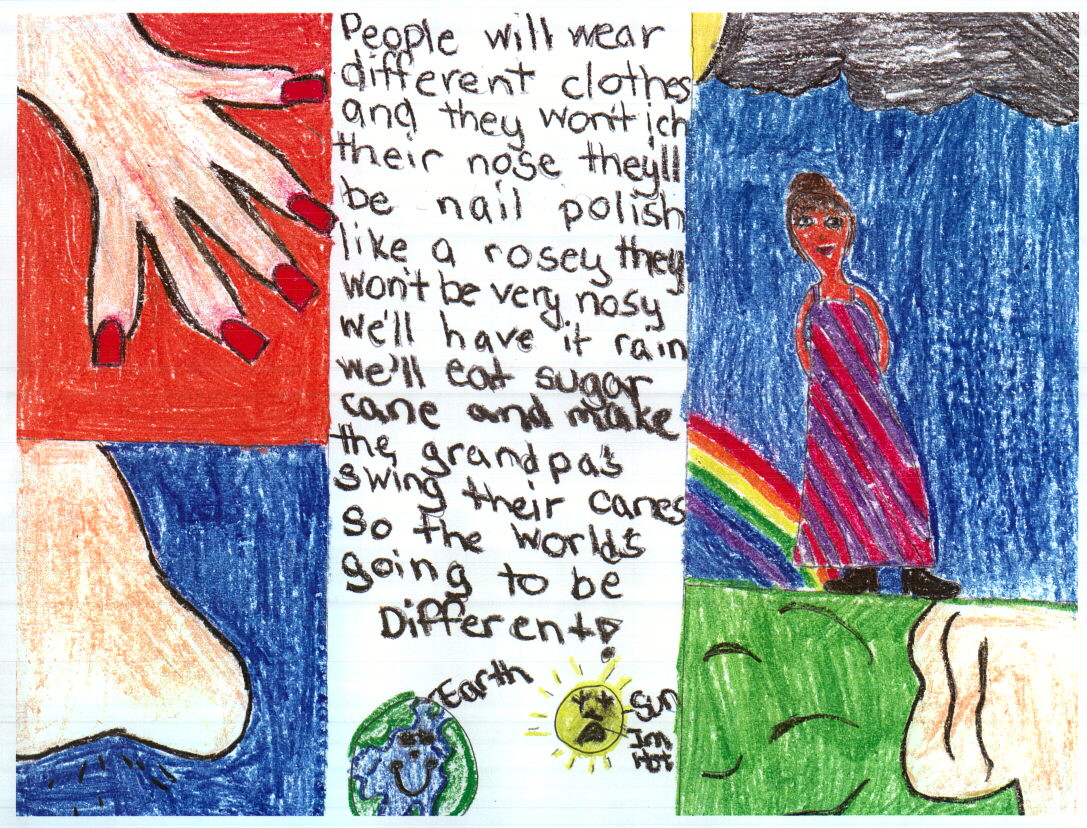 People will wear
different clothes
and they won't ich
their nose they'll
be nail polish
like a rosey they
won't be very nosy
we'll have it rain
we'll eat sugar
cane and make
the grandpa's
swing their canes
so the world's
going to be
Different!
Earth
Sun
I'm
hot